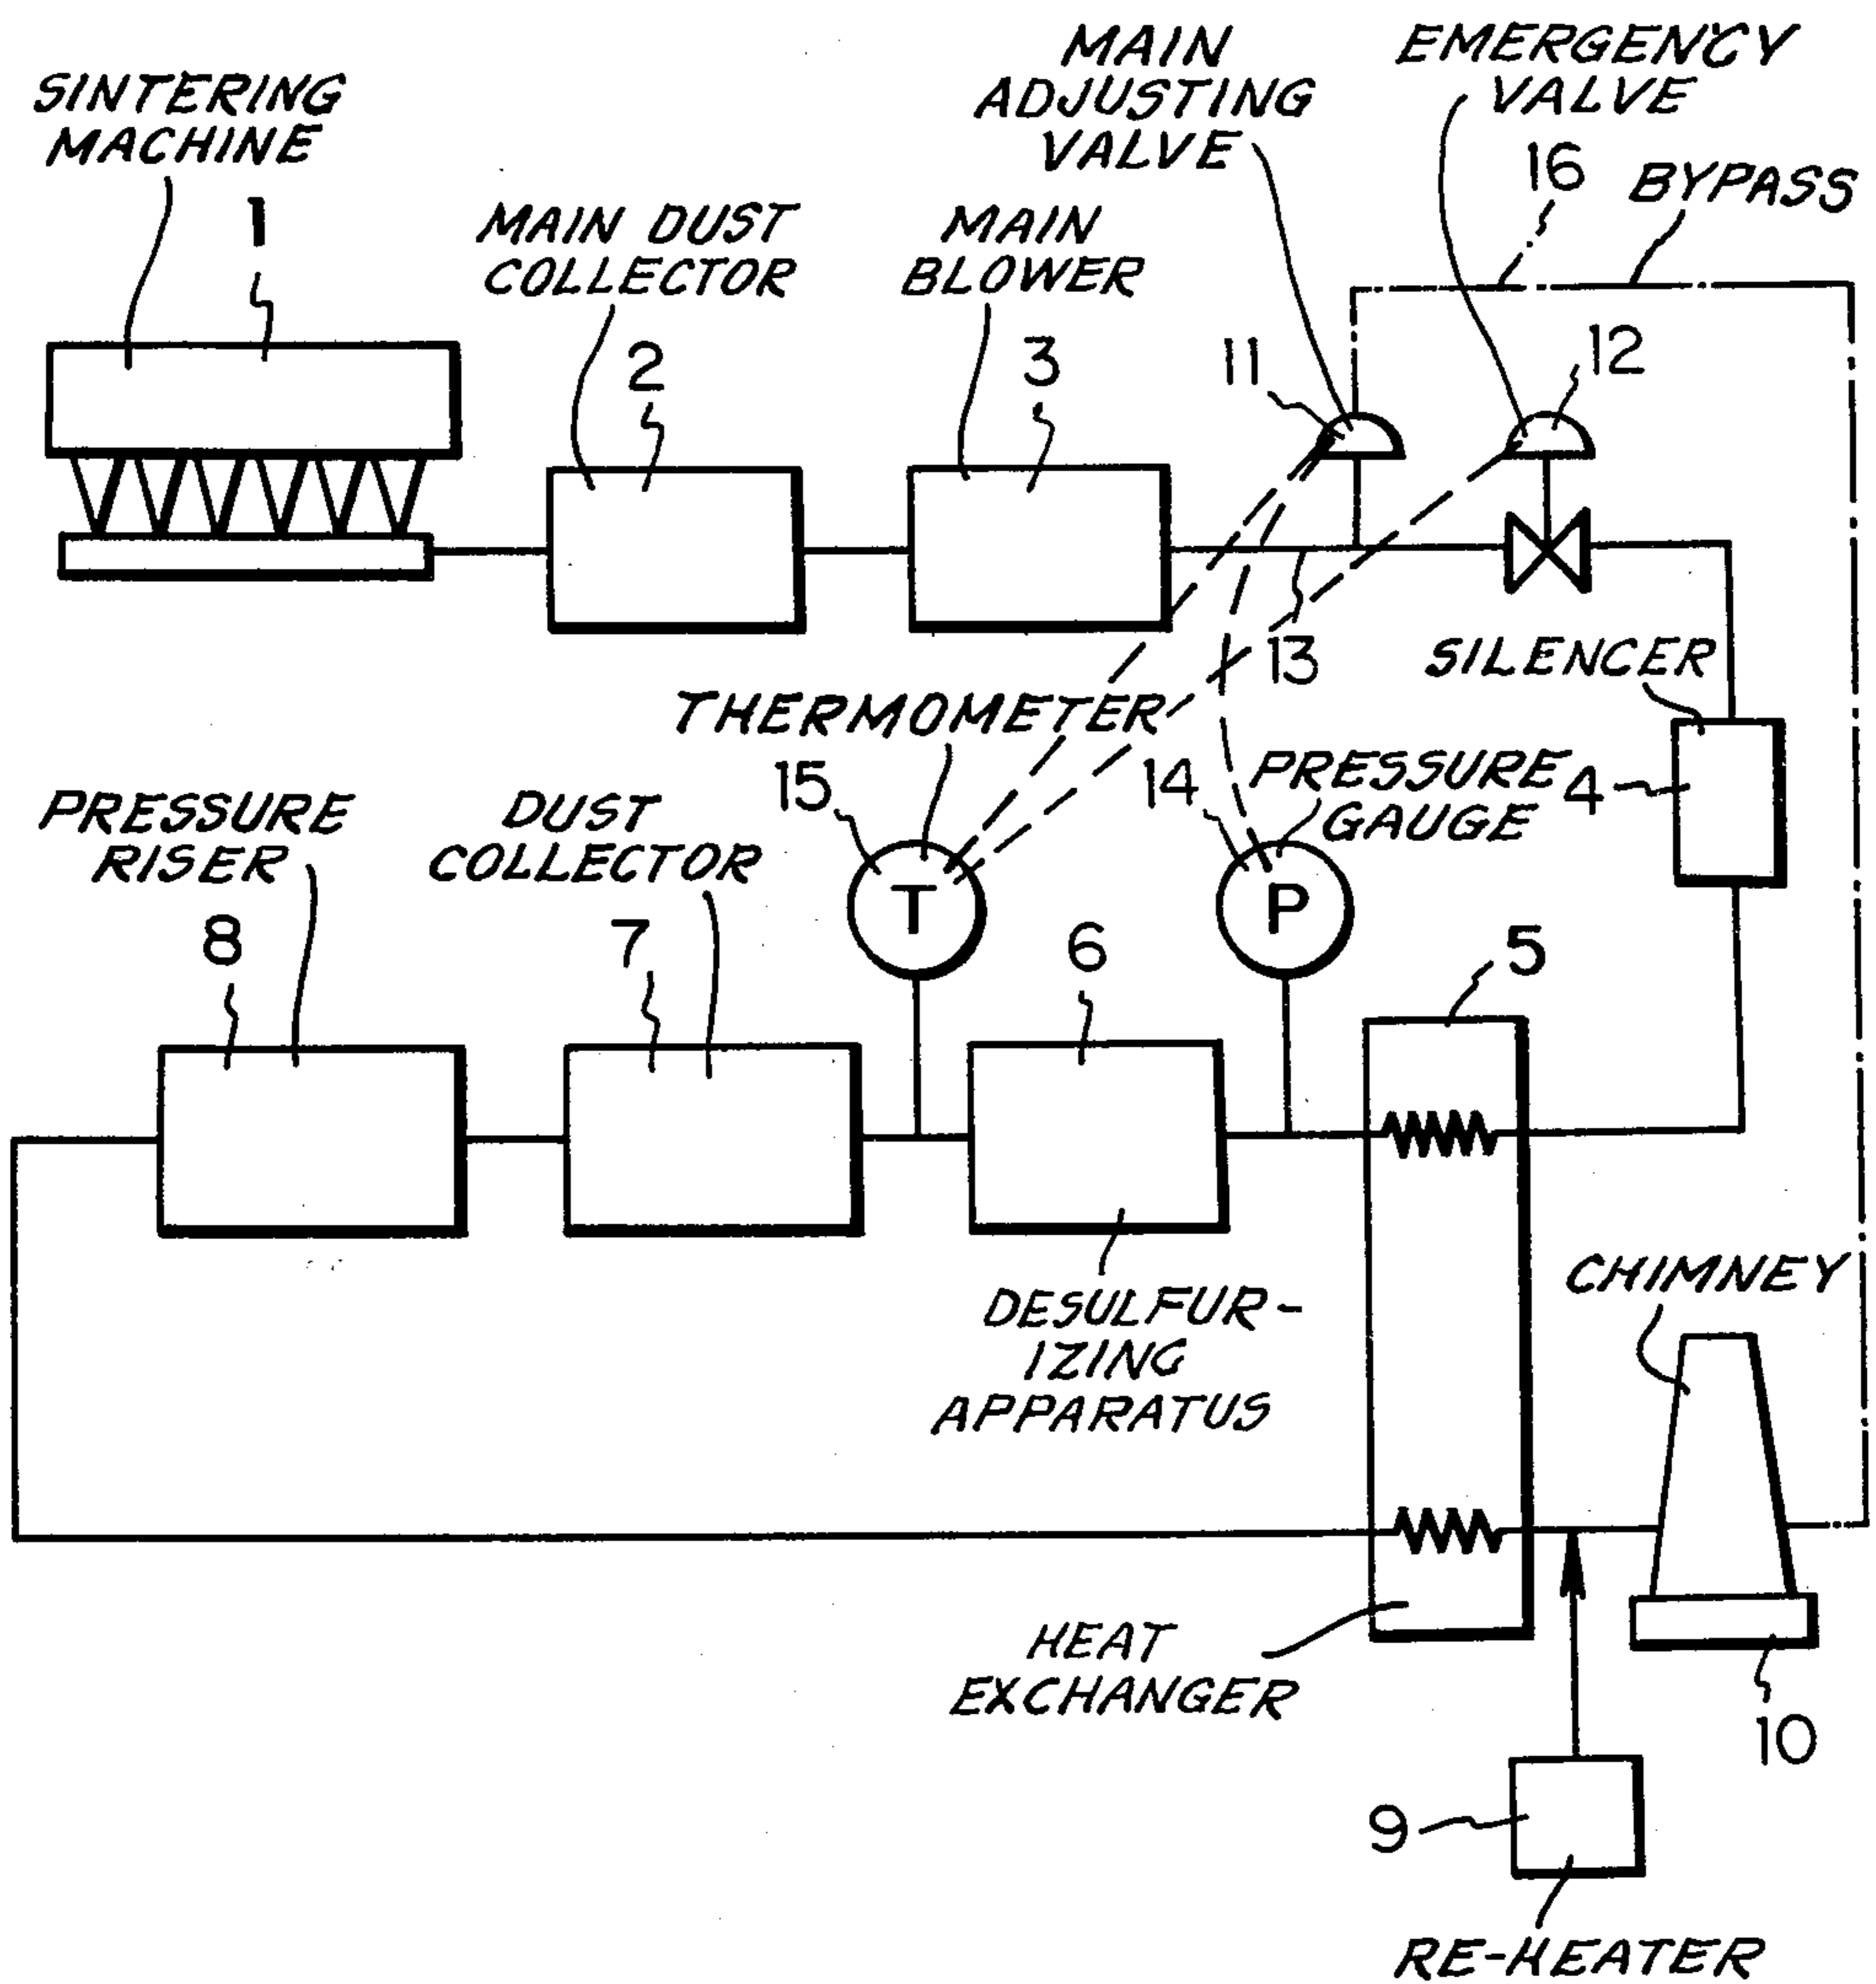 SINTERING
MACHINE
1
MAIN DUST
COLLECTOR
2
MAIN
BLOWER
3
MAIN
ADJUSTING
VALVE
11
EMERGENCY
VALVE
16
BYPASS
12
13
SILENCER
4
THERMOMETER
15
14
PRESSURE
GAUGE
PRESSURE
RISER
8
DUST
COLLECTOR
7
T
6
P
5
DESULFUR-
IZING
APPARATUS
CHIMNEY
HEAT
EXCHANGER
10
9
RE-HEATER